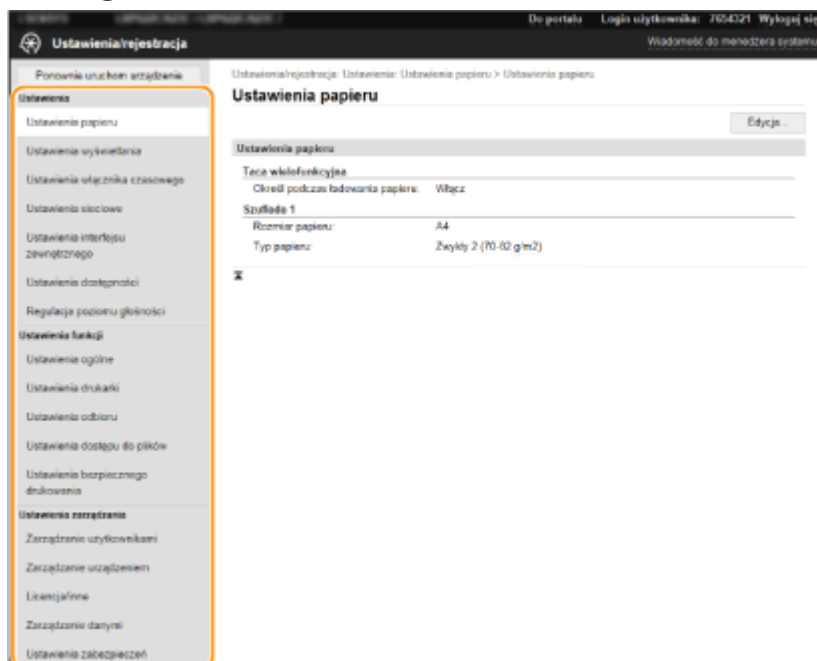 Do portalu Login użytkownika: 7654321 Wyloguj się
Ustawienia/rejestracja
Wiadomość do menedżera systemu
Ponownie uruchom urządzenie
Ustawienia/rejestracja: Ustawienia: Ustawienia papieru > Ustawienia papieru
Ustawienia
Ustawienia papieru
Ustawienia papieru
Edycja...
Ustawienia wyświetlania
Ustawienia papieru
Taca wielofunkcyjna
Ustawienia włącznika czasowego
Określ podczas ładowania papieru: Włącz
Ustawienia sieciowe
Szuflada 1
Rozmiar papieru: A4
Ustawienia interfejsu
zewnętrznego
Typ papieru: Zwykły 2 (70-82 g/m2)
Ustawienia dostępności
Regulacja poziomu głośności
Ustawienia funkcji
Ustawienia ogólne
Ustawienia drukarki
Ustawienia odbioru
Ustawienia dostępu do plików
Ustawienia bezpiecznego
drukowania
Ustawienia zarządzania
Zarządzanie użytkownikami
Zarządzanie urządzeniem
Licencja/Inne
Zarządzanie danymi
Ustawienia zabezpieczeń